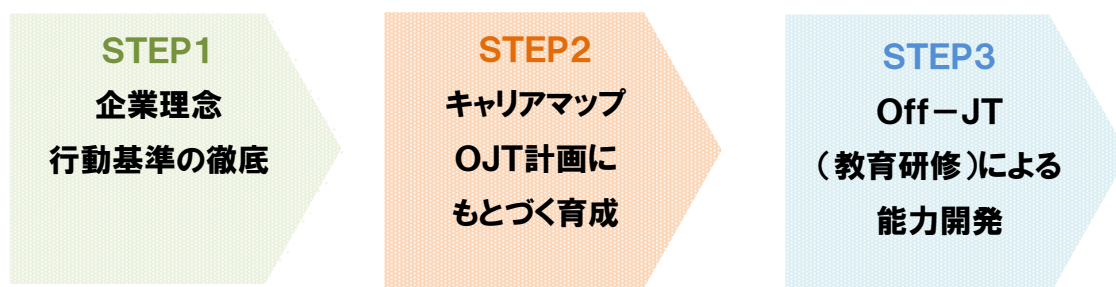 STEP1
企業理念
行動基準の徹底
STEP2
キャリアマップ
OJT計画に
もとづく育成
STEP3
Off－JT
（教育研修）による
能力開発